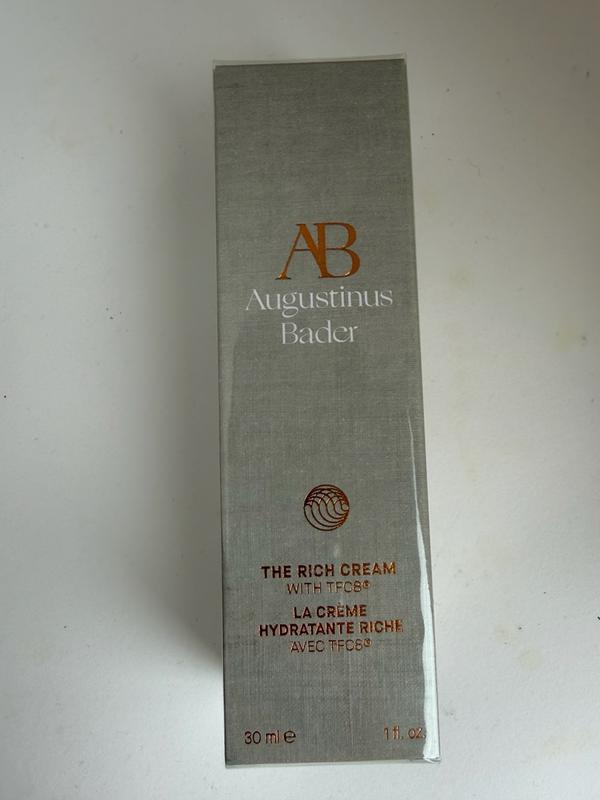 AB
Augustinus
Bader
THE RICH CREAM
WITH TFC8®
LA CRÈME
HYDRATANTE RICHE
AVEC TFC8®
30 ml ℮ 1 fl. oz.